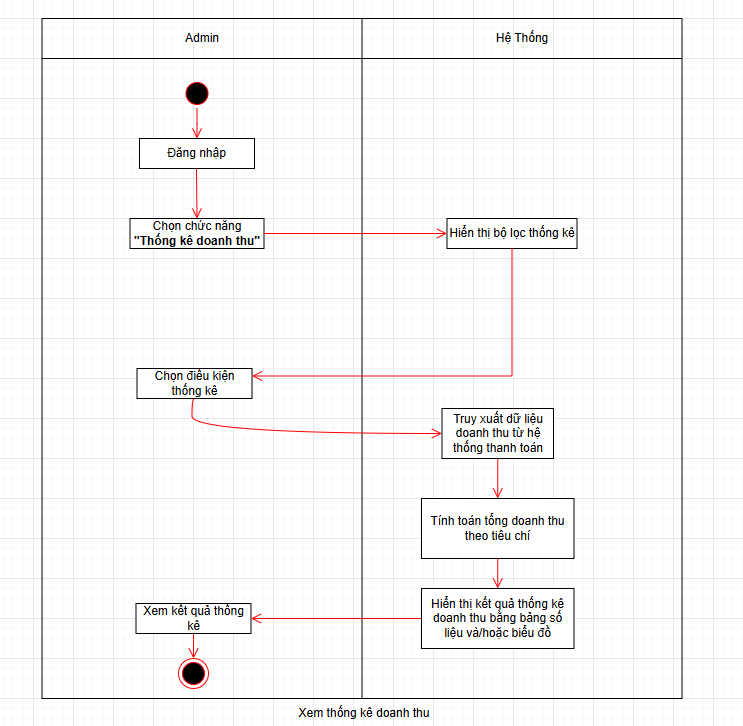 Admin
Hệ Thống
Đăng nhập
Chọn chức năng
"Thống kê doanh thu"
Hiển thị bộ lọc thống kê
Chọn điều kiện
thống kê
Truy xuất dữ liệu
doanh thu từ hệ
thống thanh toán
Tính toán tổng doanh thu
theo tiêu chí
Hiển thị kết quả thống kê
doanh thu bằng bảng số
liệu và/hoặc biểu đồ
Xem kết quả thống
kê
Xem thống kê doanh thu